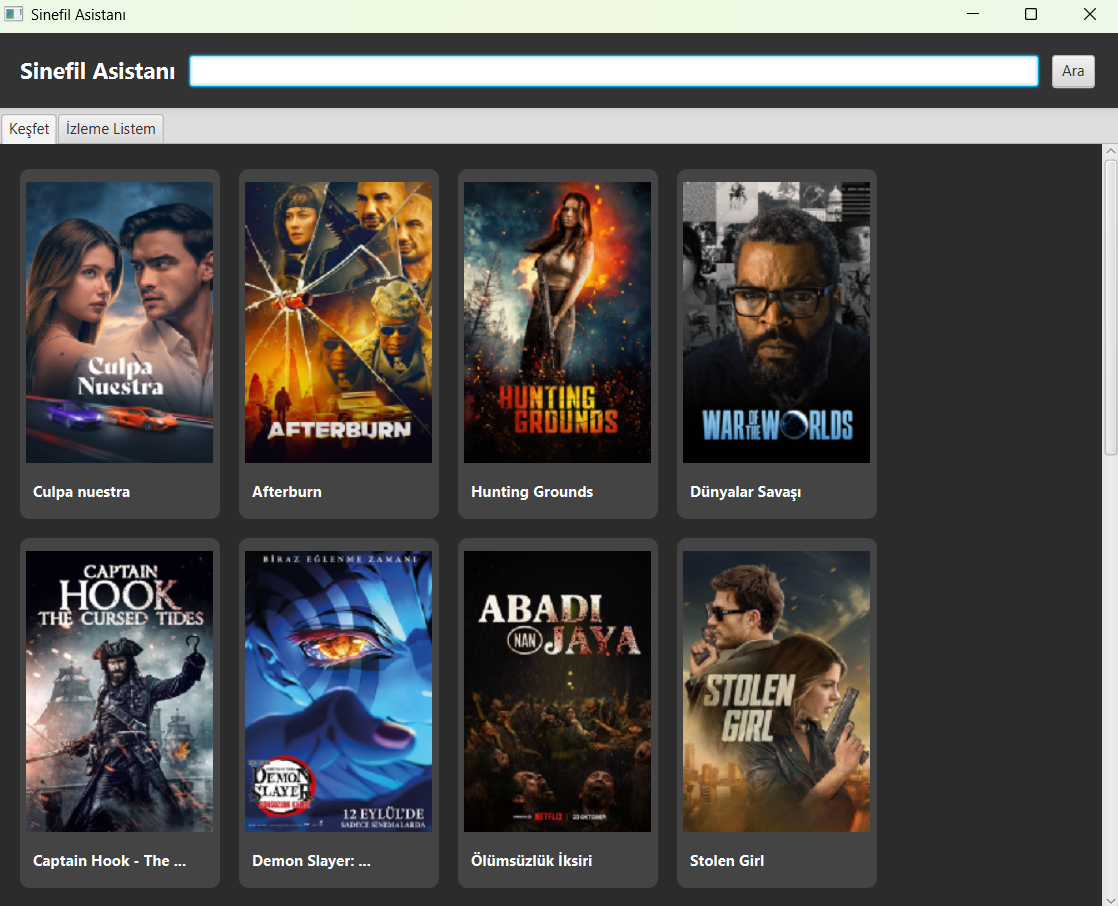 Sinefil Asistanı
Sinefil Asistanı
Ara
Keşfet
İzleme Listem
Culpa
Nuestra
AFTERBURN
HUNTING
GROUNDS
WAR OF THE WORLDS
Culpa nuestra
Afterburn
Hunting Grounds
Dünyalar Savaşı
CAPTAIN
HOOK
THE CURSED TIDES
BİRAZ EĞLENME ZAMANI
DEMON
SLAYER
12 EYLÜL'DE
SADECE SİNEMALARDA
ABADI
NAN JAYA
NETFLIX | 23 OKTOBER
STOLEN
GIRL
Captain Hook - The ...
Demon Slayer: ...
Ölümsüzlük İksiri
Stolen Girl